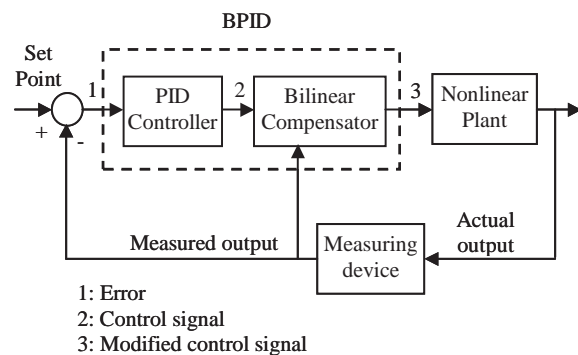 BPID
Set
Point
1
PID
Controller
2
Bilinear
Compensator
3
Nonlinear
Plant
+
-
Measured output
Measuring
device
Actual
output
1: Error
2: Control signal
3: Modified control signal